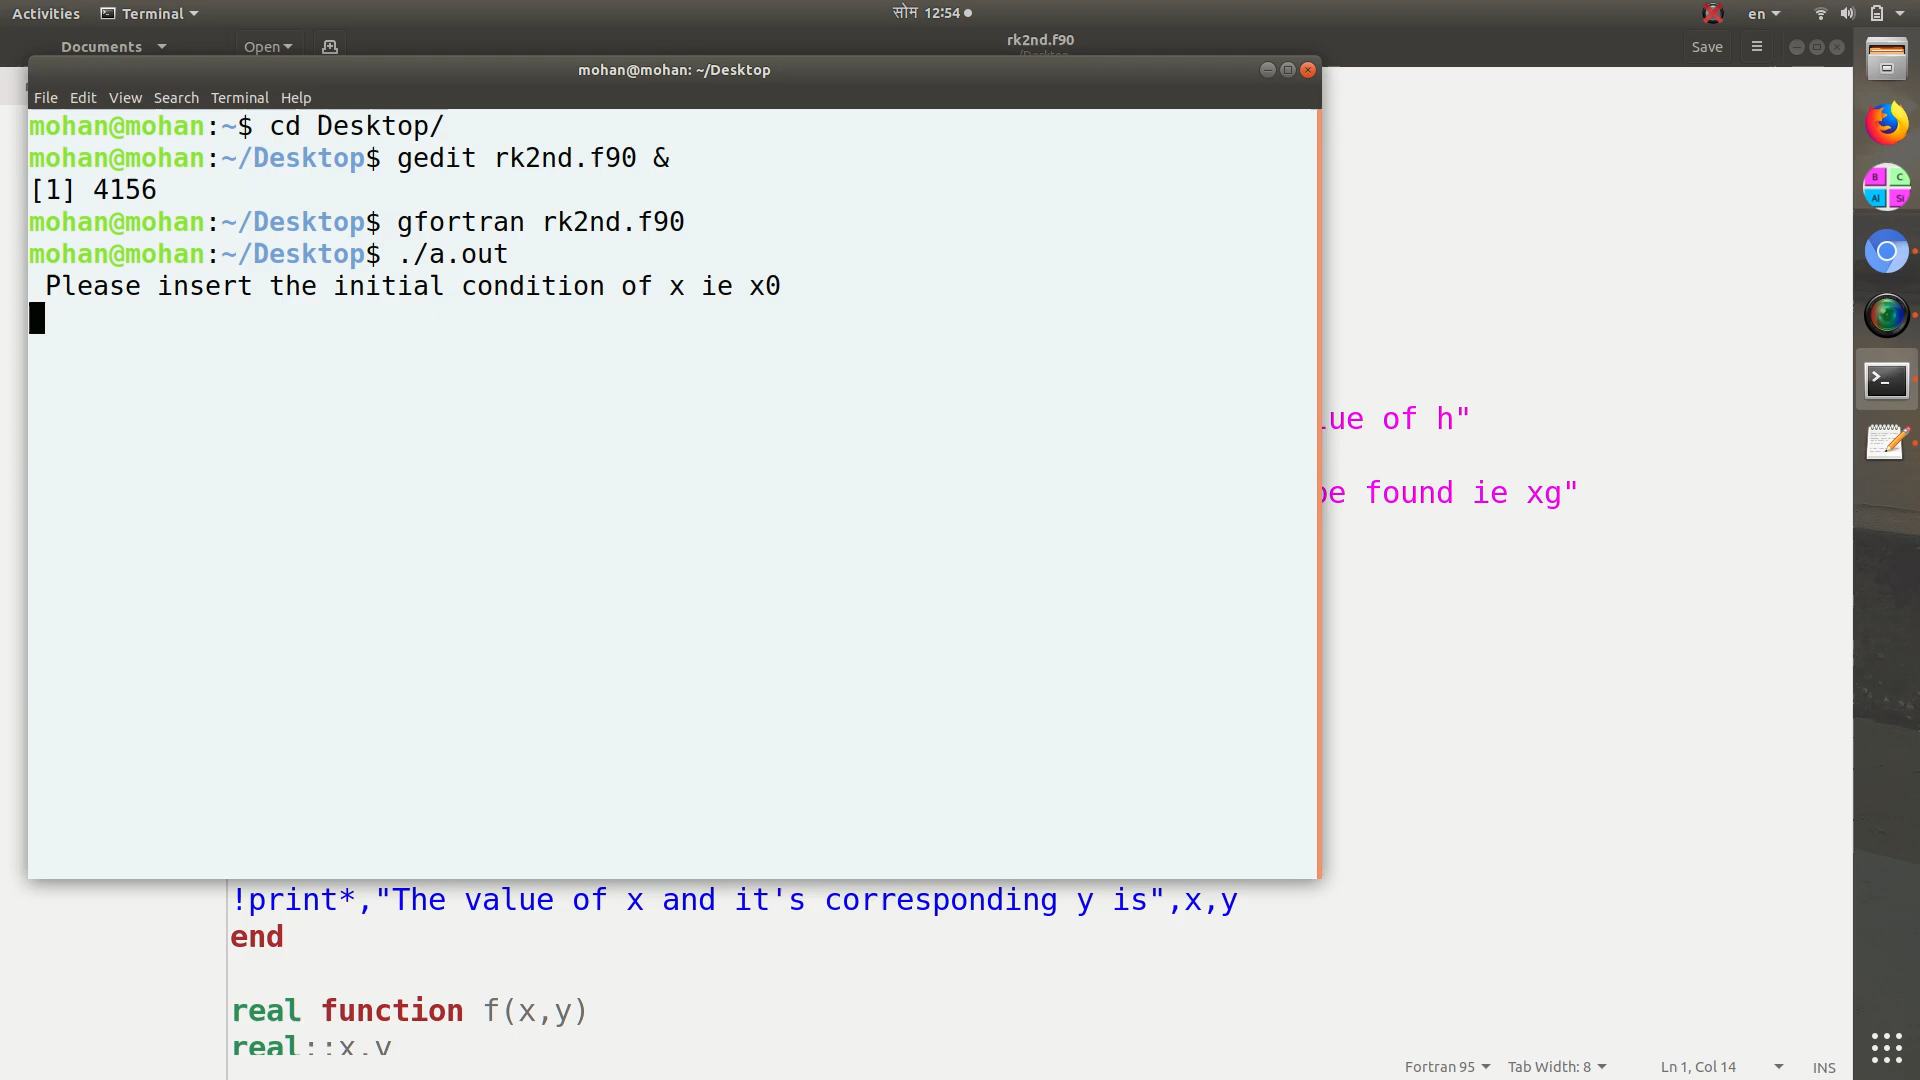 Activities Terminal सोम 12:54 en
Documents Open rk2nd.f90 Save
mohan@mohan: ~/Desktop
File Edit View Search Terminal Help
mohan@mohan:~$ cd Desktop/
mohan@mohan:~/Desktop$ gedit rk2nd.f90 &
[1] 4156
mohan@mohan:~/Desktop$ gfortran rk2nd.f90
mohan@mohan:~/Desktop$ ./a.out
Please insert the initial condition of x ie x0
of h"
found ie xg"
!print*,"The value of x and it's corresponding y is",x,y
end
real function f(x,y)
real::x,y
Fortran 95 Tab Width: 8 Ln 1, Col 14 INS
B C
Al Si